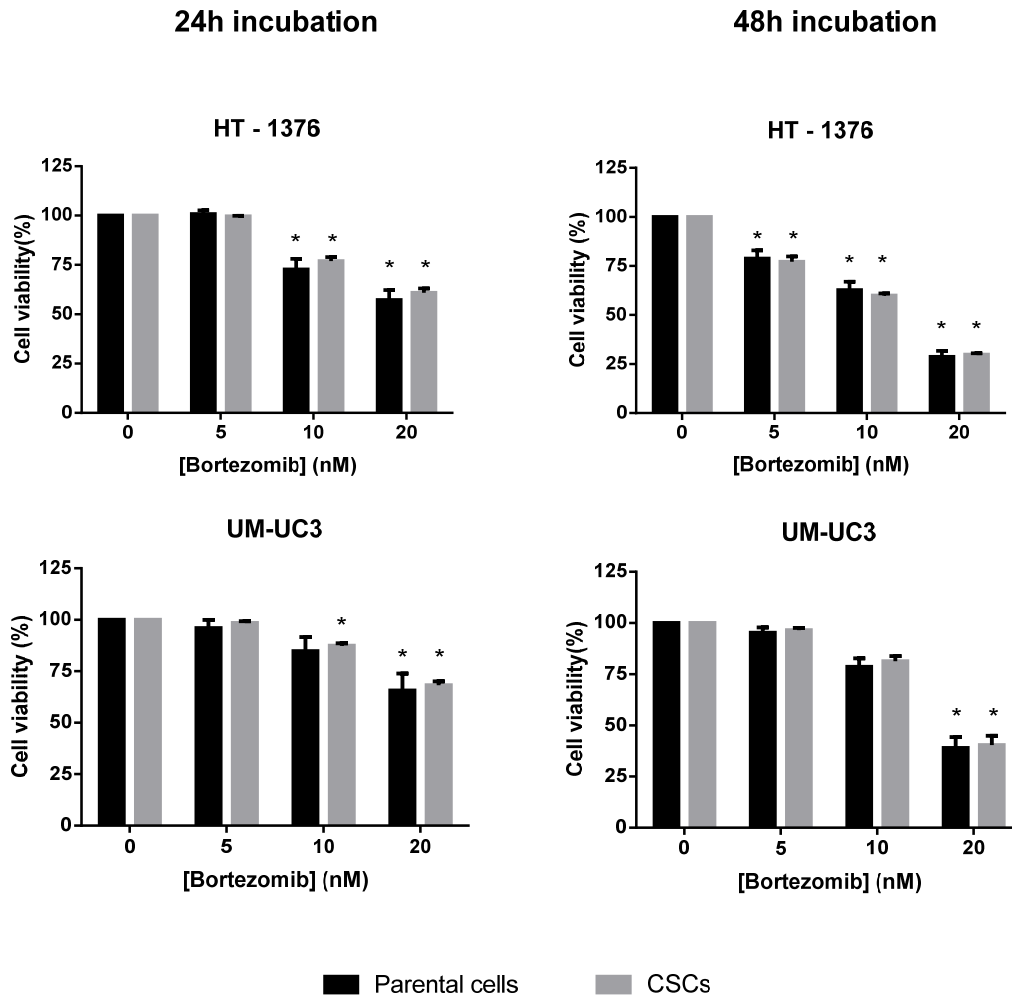 24h incubation
48h incubation
HT - 1376
125
100
75
50
25
0
Cell viability(%)
* * * *
0 5 10 20
[Bortezomib] (nM)
HT - 1376
125
100
75
50
25
0
Cell viability (%)
* * * * * *
0 5 10 20
[Bortezomib] (nM)
UM-UC3
125
100
75
50
25
0
Cell viability (%)
* * *
0 5 10 20
[Bortezomib] (nM)
UM-UC3
125
100
75
50
25
0
Cell viability(%)
* *
0 5 10 20
[Bortezomib] (nM)
Parental cells
CSCs